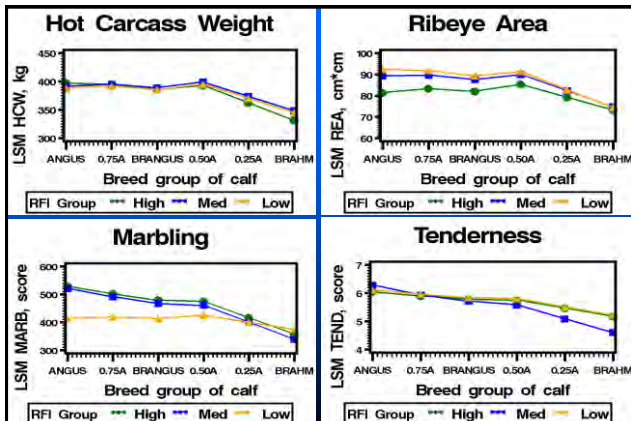 Hot Carcass Weight
LSM HCW, kg
450
400
350
300
ANGUS 0.75A BRANGUS 0.50A 0.25A BRAHM
Breed group of calf
RFI Group High Med Low
Ribeye Area
LSM REA, cm*cm
100
90
80
70
60
ANGUS 0.75A BRANGUS 0.50A 0.25A BRAHM
Breed group of calf
RFI Group High Med Low
Marbling
LSM MARB, score
600
500
400
300
ANGUS 0.75A BRANGUS 0.50A 0.25A BRAHM
Breed group of calf
RFI Group High Med Low
Tenderness
LSM TEND, score
7
6
5
4
ANGUS 0.75A BRANGUS 0.50A 0.25A BRAHM
Breed group of calf
RFI Group High Med Low